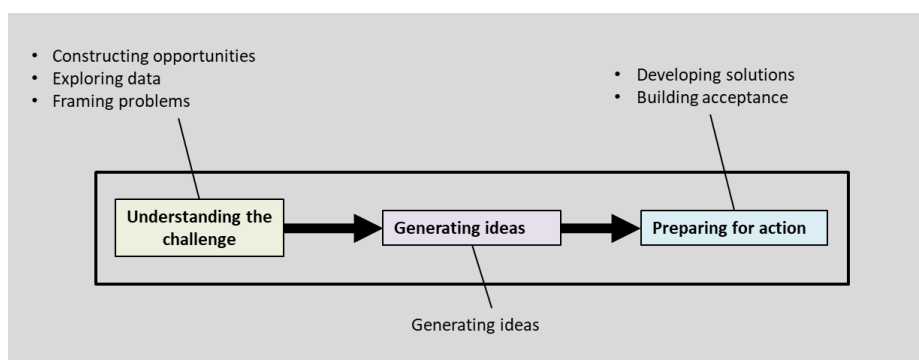 • Constructing opportunities
• Exploring data
• Framing problems
• Developing solutions
• Building acceptance
Understanding the
challenge
Generating ideas
Preparing for action
Generating ideas